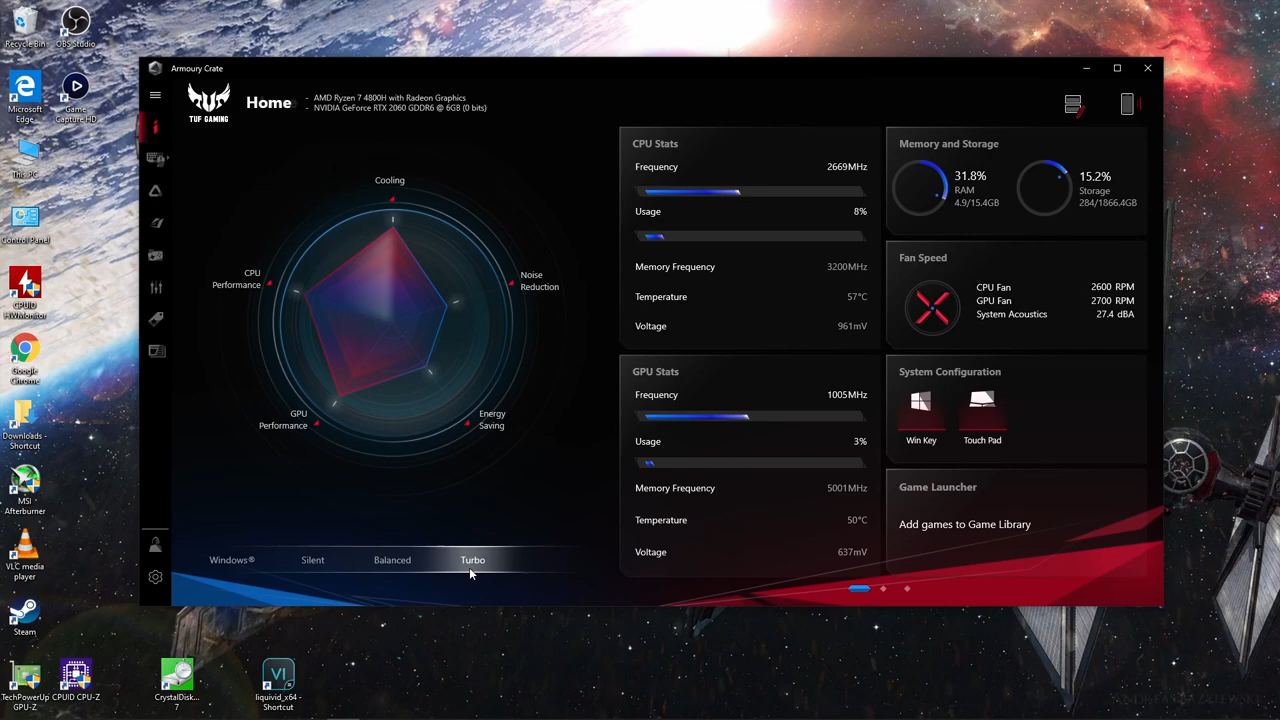 Recycle Bin
OBS Studio
Microsoft
Edge
Game
Capture HD
This PC
Control Panel
CPUID
HWMonitor
Google
Chrome
Downloads -
Shortcut
MSI
Afterburner
VLC media
player
Steam
TechPowerUp
GPU-Z
CPUID CPU-Z
CrystalDisk...
7
VI
liquivid_x64 -
Shortcut
Armoury Crate
TUF GAMING
Home
- AMD Ryzen 7 4800H with Radeon Graphics
- NVIDIA GeForce RTX 2060 GDDR6 @ 6GB (0 bits)
Cooling
CPU
Performance
Noise
Reduction
GPU
Performance
Energy
Saving
Windows®
Silent
Balanced
Turbo
CPU Stats
Frequency 2669MHz
Usage 8%
Memory Frequency 3200MHz
Temperature 57°C
Voltage 961mV
GPU Stats
Frequency 1005MHz
Usage 3%
Memory Frequency 5001MHz
Temperature 50°C
Voltage 637mV
Memory and Storage
31.8%
RAM
4.9/15.4GB
15.2%
Storage
284/1866.4GB
Fan Speed
CPU Fan 2600 RPM
GPU Fan 2700 RPM
System Acoustics 27.4 dBA
System Configuration
Win Key
Touch Pad
Game Launcher
Add games to Game Library